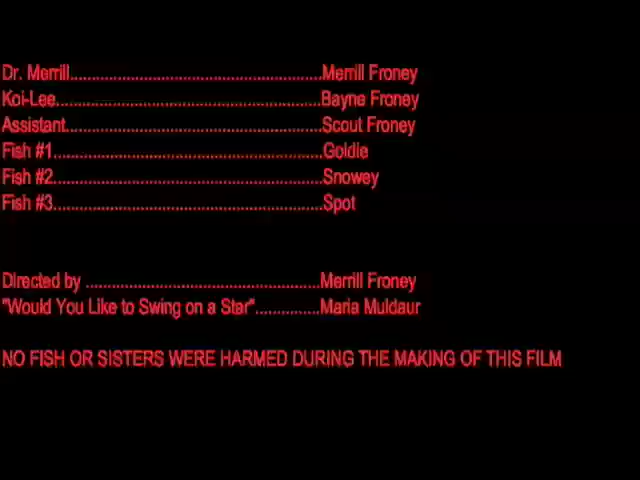 Dr. Merrill..........................................................Merrill Froney
Koi-Lee.............................................................Bayne Froney
Assistant...........................................................Scout Froney
Fish #1..............................................................Goldie
Fish #2..............................................................Snowey
Fish #3..............................................................Spot
Directed by ......................................................Merrill Froney
"Would You Like to Swing on a Star"...............Maria Muldaur
NO FISH OR SISTERS WERE HARMED DURING THE MAKING OF THIS FILM